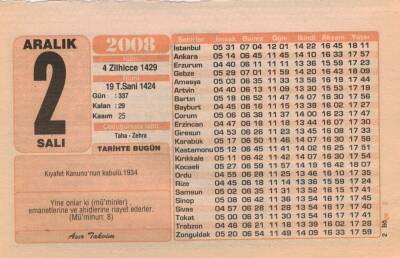 ARALIK
2
SALI
2008
4 Zilhicce 1429
19 T.Sani 1424
Gün : 337
Kalan : 29
Kasım 25
Taha - Zehra
TARİHTE BUGÜN
Kıyafet Kanunu'nun kabulü.1934
Yine onlar ki (mü'minler)
emanetlerine ve ahidlerine riayet ederler.
(Mü'minun: 8)
Asır Takvim
Şehirler İmsak Güneş Öğle İkindi Akşam Yatsı
İstanbul 05 31 07 04 12 01 14 22 16 45 18 11
Ankara 05 14 06 45 11 45 14 10 16 33 17 57
Erzurum 04 40 06 11 11 11 13 36 15 59 17 23
Gebze 05 29 07 01 11 59 14 20 16 43 18 09
Amasya 05 03 06 35 11 33 13 56 16 19 17 44
Artvin 04 40 06 13 11 09 13 30 15 53 17 20
Bartın 05 18 06 52 11 47 14 07 16 30 17 56
Bayburt 04 45 06 16 11 15 13 39 16 02 17 27
Çorum 05 06 06 38 11 37 14 00 16 23 17 48
Erzincan 04 47 06 18 11 18 13 44 16 07 17 30
Giresun 04 53 06 26 11 23 13 45 16 08 17 33
Karabük 05 17 06 50 11 46 14 07 16 30 17 56
Kastamonu 05 12 06 45 11 41 14 02 16 25 17 51
Kırıkkale 05 11 06 42 11 42 14 07 16 30 17 54
Kocaeli 05 27 06 59 11 57 14 19 16 42 18 07
Ordu 04 55 06 28 11 25 13 46 16 10 17 35
Rize 04 45 06 18 11 14 13 36 15 59 17 25
Samsun 05 02 06 35 11 31 13 52 16 15 17 41
Sinop 05 08 06 42 11 36 13 54 16 17 17 45
Sivas 04 57 06 28 11 28 13 54 16 17 17 41
Tokat 05 00 06 31 11 30 13 54 16 17 17 41
Trabzon 04 48 06 21 11 18 13 39 16 02 17 28
Zonguldak 05 20 06 54 11 49 14 09 16 33 17 59